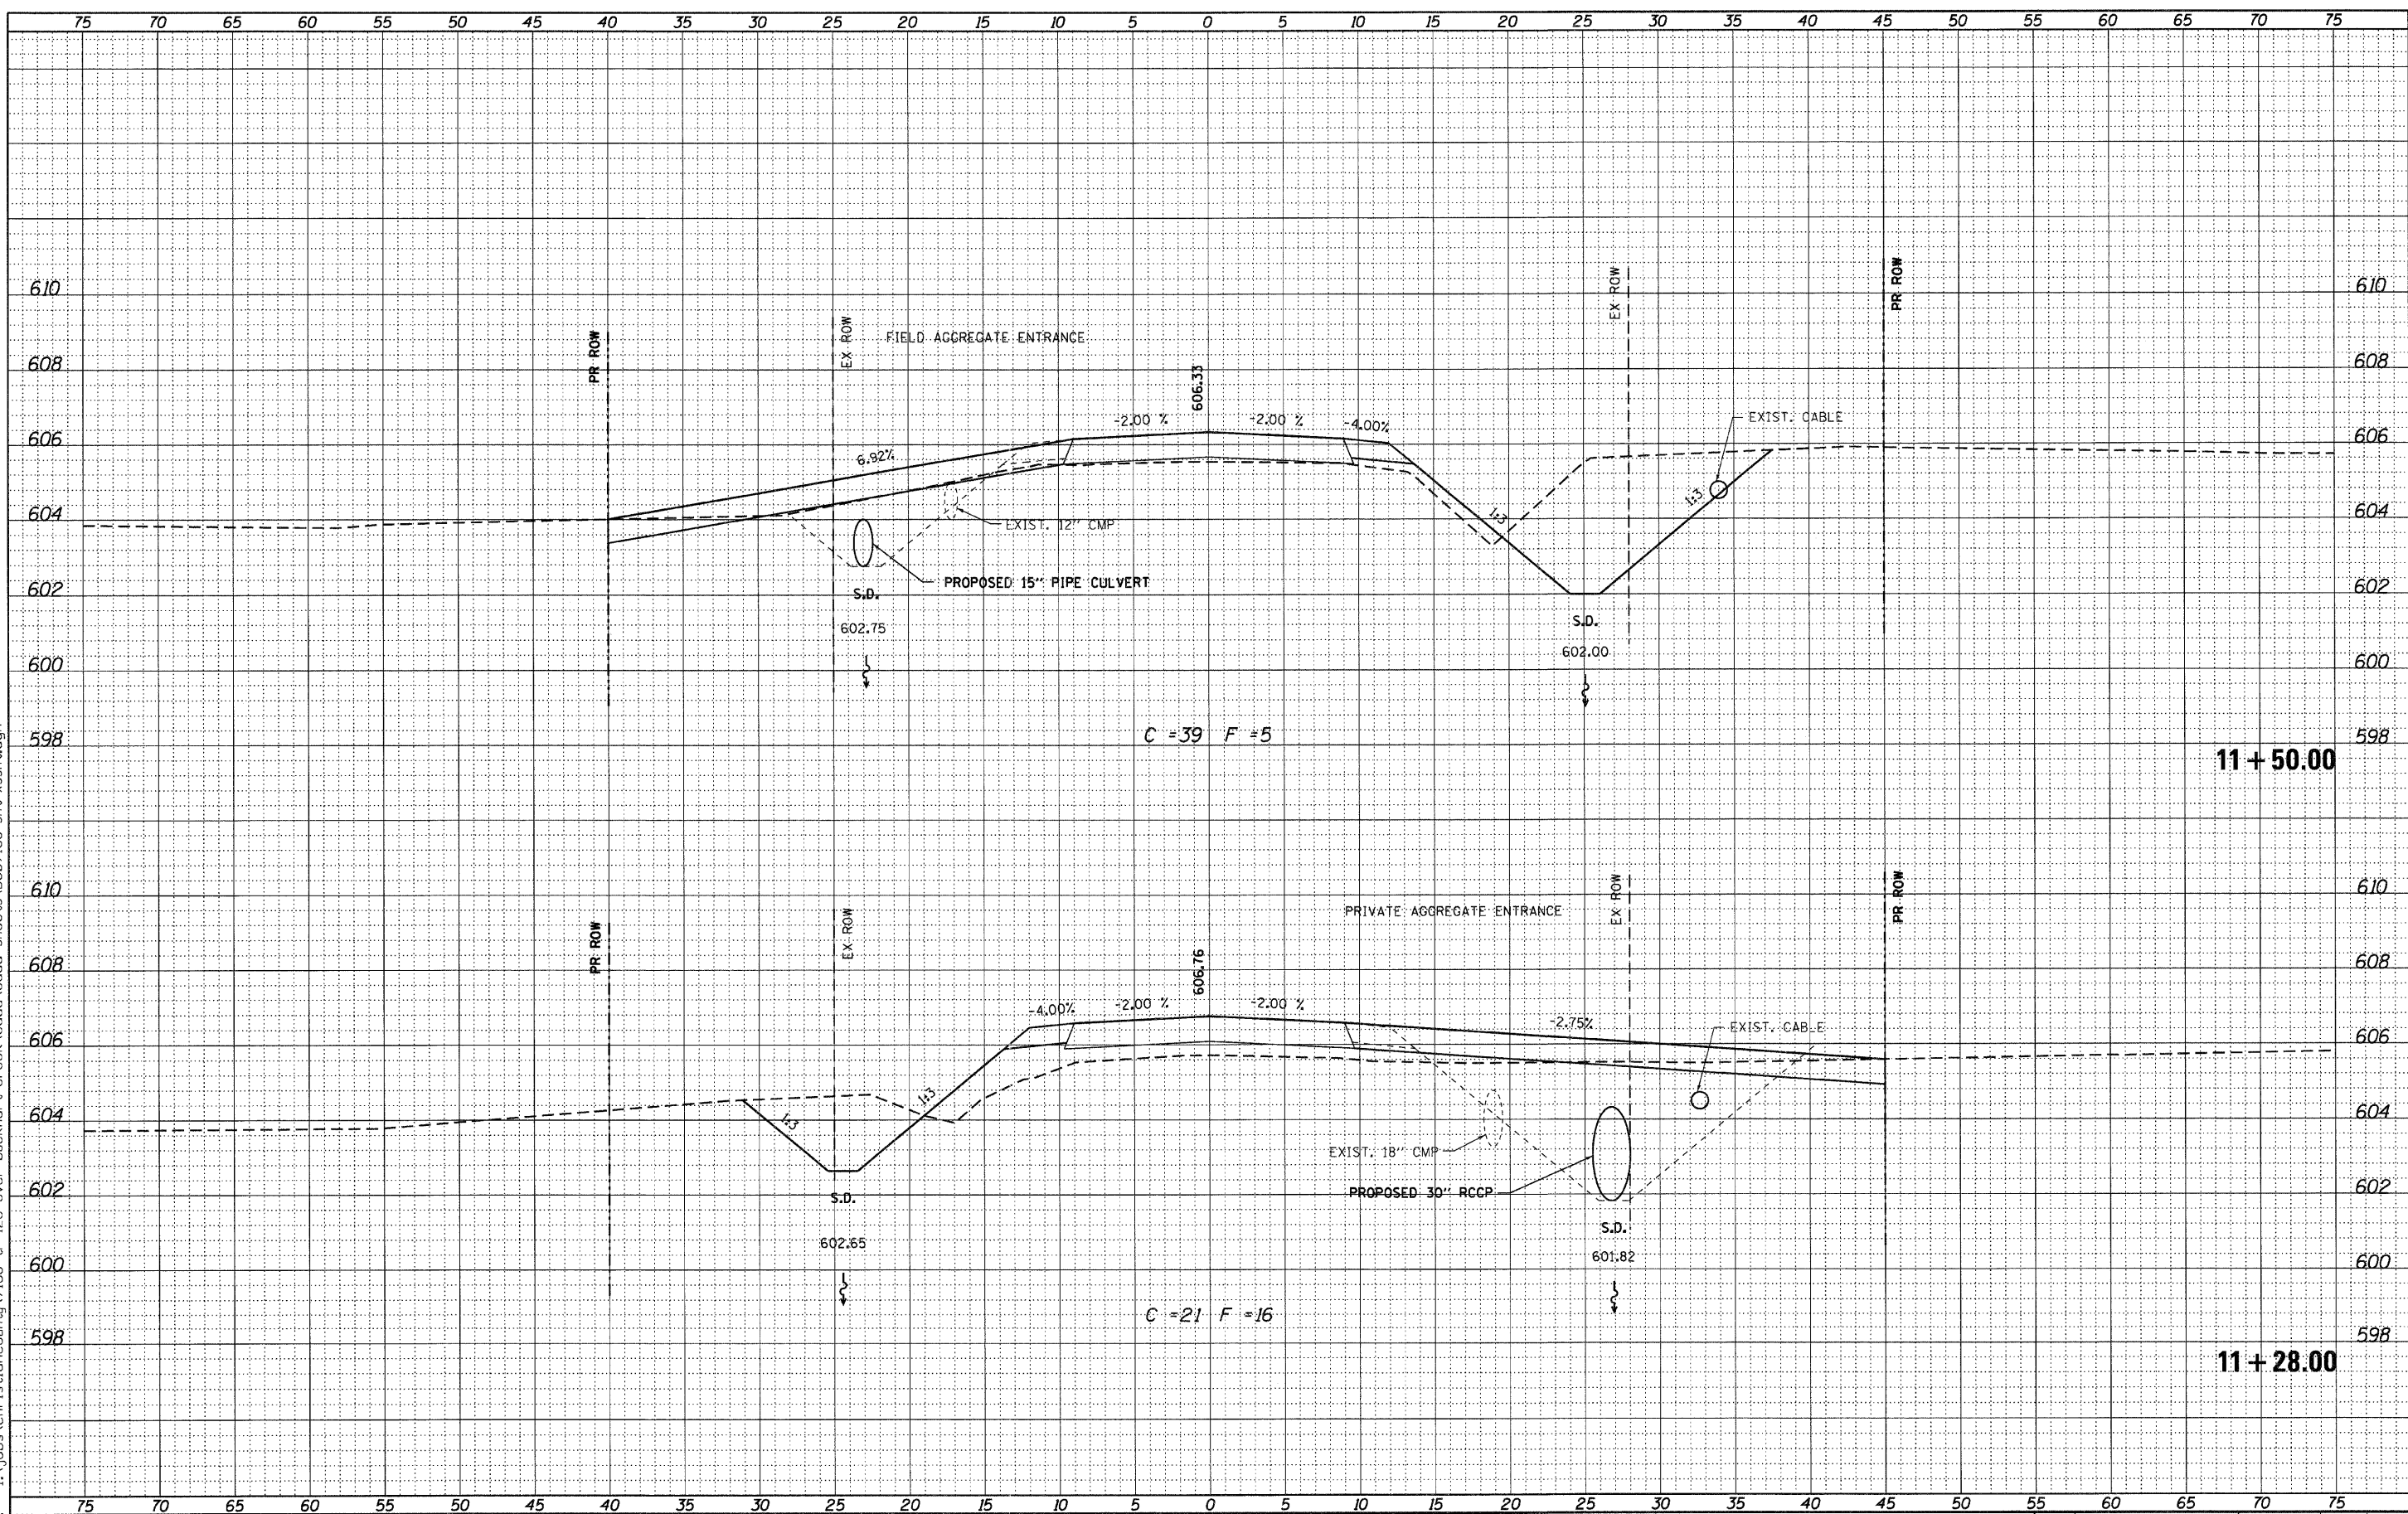 75 70 65 60 55 50 45 40 35 30 25 20 15 10 5 0 5 10 15 20 25 30 35 40 45 50 55 60 65 70 75
610 EX ROW PR ROW 610
PR ROW EX ROW FIELD AGGREGATE ENTRANCE
608 606.33 608
-2.00 % -2.00 % -4.00% EXIST. CABLE
606 606
6.92%
1:3 1:3
604 EXIST. 12" CMP 604
PROPOSED 15" PIPE CULVERT
602 S.D. 602
S.D.
602.75
602.00
600 600
C =39 F =5
598 598
11 + 50.00
610 EX ROW PR ROW 610
PR ROW EX ROW PRIVATE AGGREGATE ENTRANCE
608 606.76 608
-4.00% -2.00 % -2.00 % -2.75% EXIST. CABLE
606 606
1:3 1:3
604 604
EXIST. 18" CMP
PROPOSED 30" RCCP
602 S.D. 602
S.D.
602.65 601.82
600 600
C =21 F =16
598 598
11 + 28.00
75 70 65 60 55 50 45 40 35 30 25 20 15 10 5 0 5 10 15 20 25 30 35 40 45 50 55 60 65 70 75